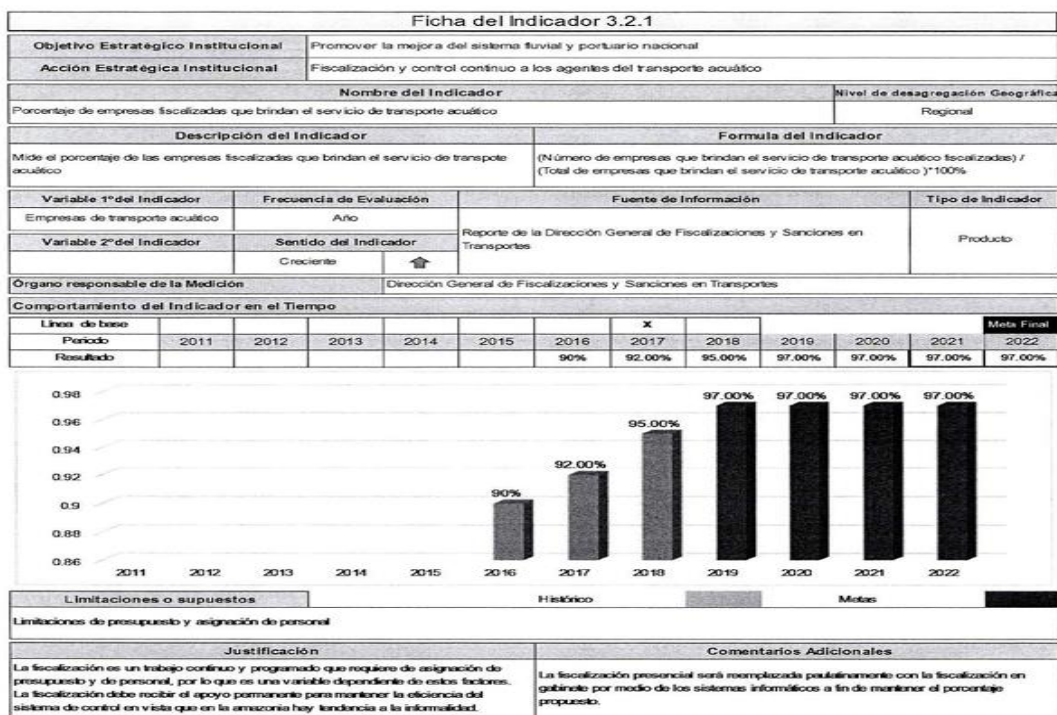 Ficha del Indicador 3.2.1
Objetivo Estratégico Institucional Promover la mejora del sistema fluvial y portuario nacional
Acción Estratégica Institucional Fiscalización y control continuo a los agentes del transporte acuático
Nombre del Indicador Nivel de desagregación Geográfica
Porcentaje de empresas fiscalizadas que brindan el servicio de transporte acuático Regional
Descripción del Indicador Formula del Indicador
Mide el porcentaje de las empresas fiscalizadas que brindan el servicio de transpote
acuático
(Número de empresas que brindan el servicio de transporte acuático fiscalizadas) /
(Total de empresas que brindan el servicio de transporte acuático )*100%
Variable 1º del Indicador Frecuencia de Evaluación Fuente de Información Tipo de Indicador
Empresas de transporte acuático Año
Reporte de la Dirección General de Fiscalizaciones y Sanciones en
Transportes
Producto
Variable 2º del Indicador Sentido del Indicador
Creciente
Órgano responsable de la Medición Dirección General de Fiscalizaciones y Sanciones en Transportes
Comportamiento del Indicador en el Tiempo
Línea de base x Meta Final
Periodo 2011 2012 2013 2014 2015 2016 2017 2018 2019 2020 2021 2022
Resultado 90% 92.00% 95.00% 97.00% 97.00% 97.00% 97.00%
97.00% 97.00% 97.00% 97.00%
95.00%
92.00%
90%
0.98
0.96
0.94
0.92
0.9
0.88
0.86
2011 2012 2013 2014 2015 2016 2017 2018 2019 2020 2021 2022
Limitaciones o supuestos Histórico Metas
Limitaciones de presupuesto y asignación de personal
Justificación Comentarios Adicionales
La fiscalización es un trabajo continuo y programado que requiere de asignación de
presupuesto y de personal, por lo que es una variable dependiente de estos factores.
La fiscalización debe recibir el apoyo permanente para mantener la eficiencia del
sistema de control en vista que en la amazonia hay tendencia a la informalidad.
La fiscalización presencial será reemplazada paulatinamente con la fiscalización en
gabinete por medio de los sistemas informáticos a fin de mantener el porcentaje
propuesto.